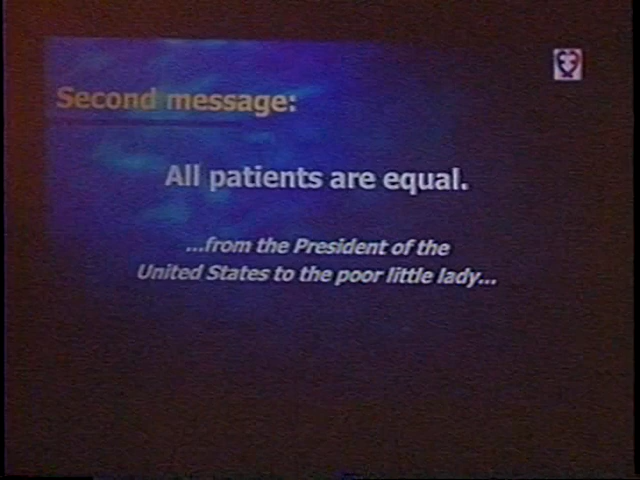 Second message:
All patients are equal.
...from the President of the
United States to the poor little lady...